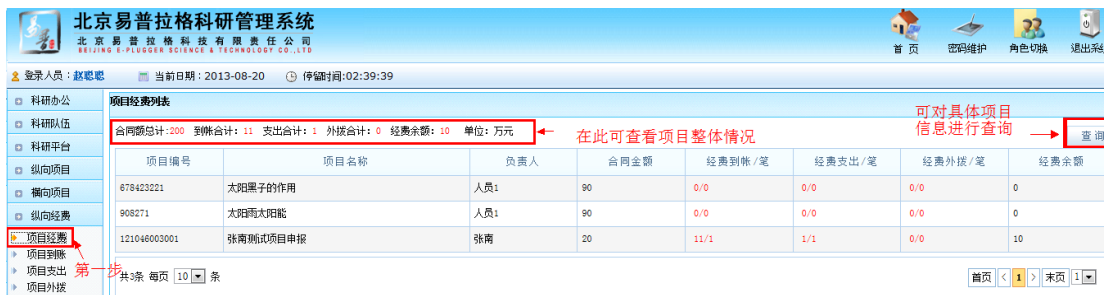 北京易普拉格科研管理系统
北京易普拉格科技有限责任公司
BEIJING E-PLUGGER SCIENCE & TECHNOLOGY CO.,LTD
首页 密码维护 角色切换 退出系
登录人员：赵聪聪 当前日期：2013-08-20 停留时间:02:39:39
科研办公
科研队伍
科研平台
纵向项目
横向项目
纵向经费
项目经费
项目到账
项目支出
项目外拨
第一步
项目经费列表
合同额总计:200 到帐合计：11 支出合计：1 外拨合计：0 经费余额：10 单位：万元
在此可查看项目整体情况
可对具体项目
信息进行查询
查询
项目编号 项目名称 负责人 合同金额 经费到帐/笔 经费支出/笔 经费外拨/笔 经费余额
678423221 太阳黑子的作用 人员1 90 0/0 0/0 0/0 0
908271 太阳雨太阳能 人员1 90 0/0 0/0 0/0 0
121046003001 张南测试项目申报 张南 20 11/1 1/1 0/0 10
共3条 每页 10 条
首页 < 1 > 末页 1